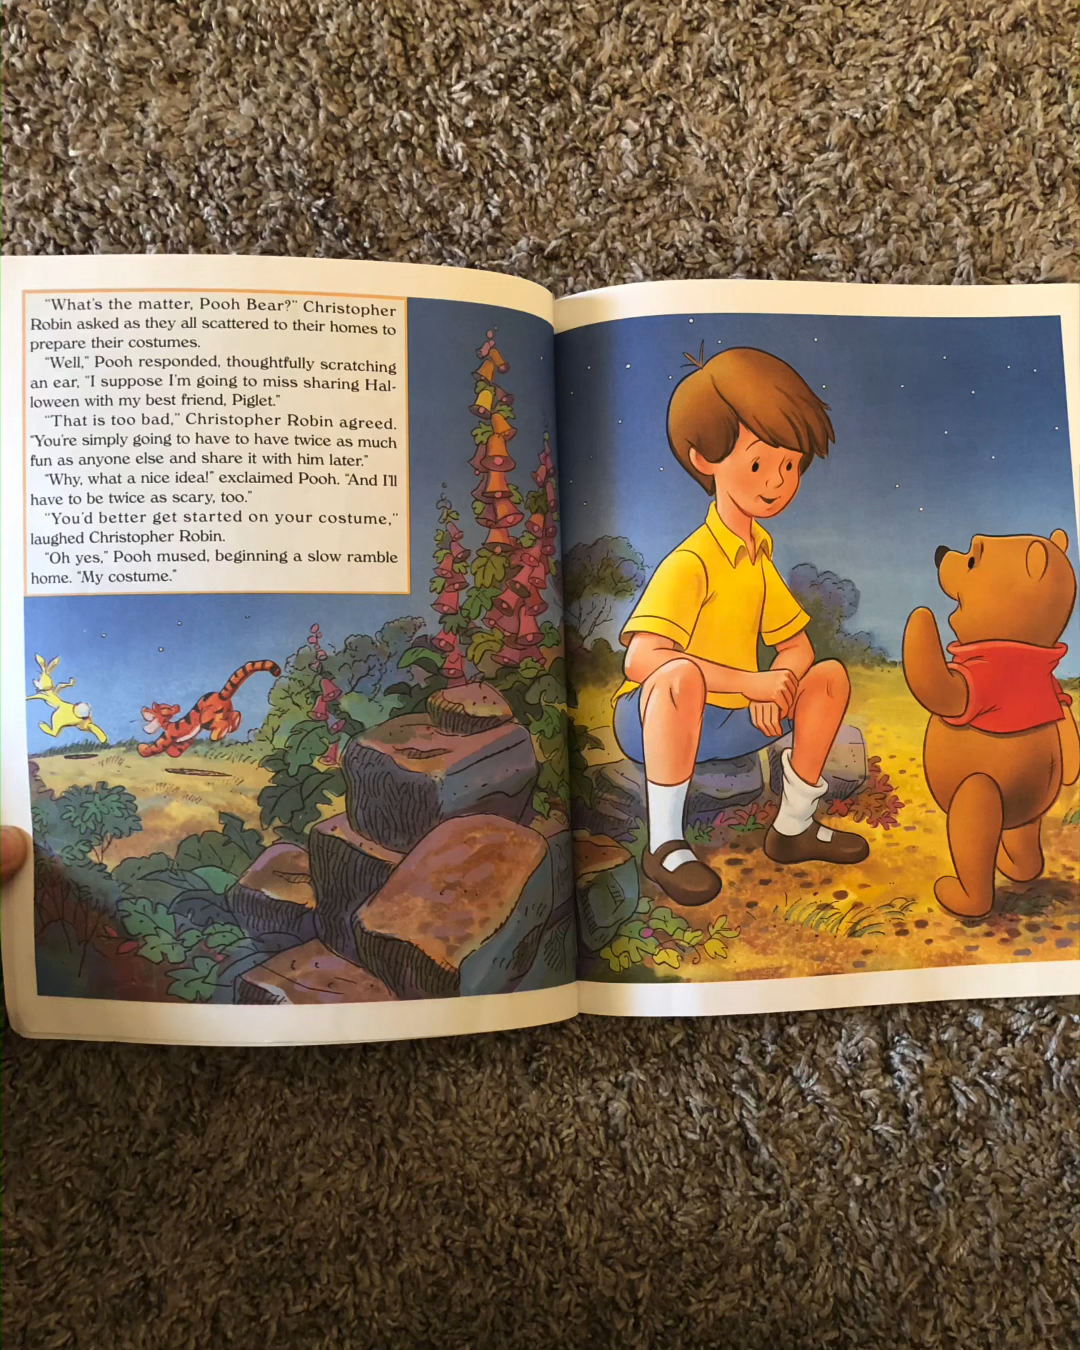 "What's the matter, Pooh Bear?" Christopher
Robin asked as they all scattered to their homes to
prepare their costumes.
"Well," Pooh responded, thoughtfully scratching
an ear, "I suppose I'm going to miss sharing Hal-
loween with my best friend, Piglet."
"That is too bad," Christopher Robin agreed.
"You're simply going to have to have twice as much
fun as anyone else and share it with him later."
"Why, what a nice idea!" exclaimed Pooh. "And I'll
have to be twice as scary, too."
"You'd better get started on your costume,"
laughed Christopher Robin.
"Oh yes," Pooh mused, beginning a slow ramble
home. "My costume."